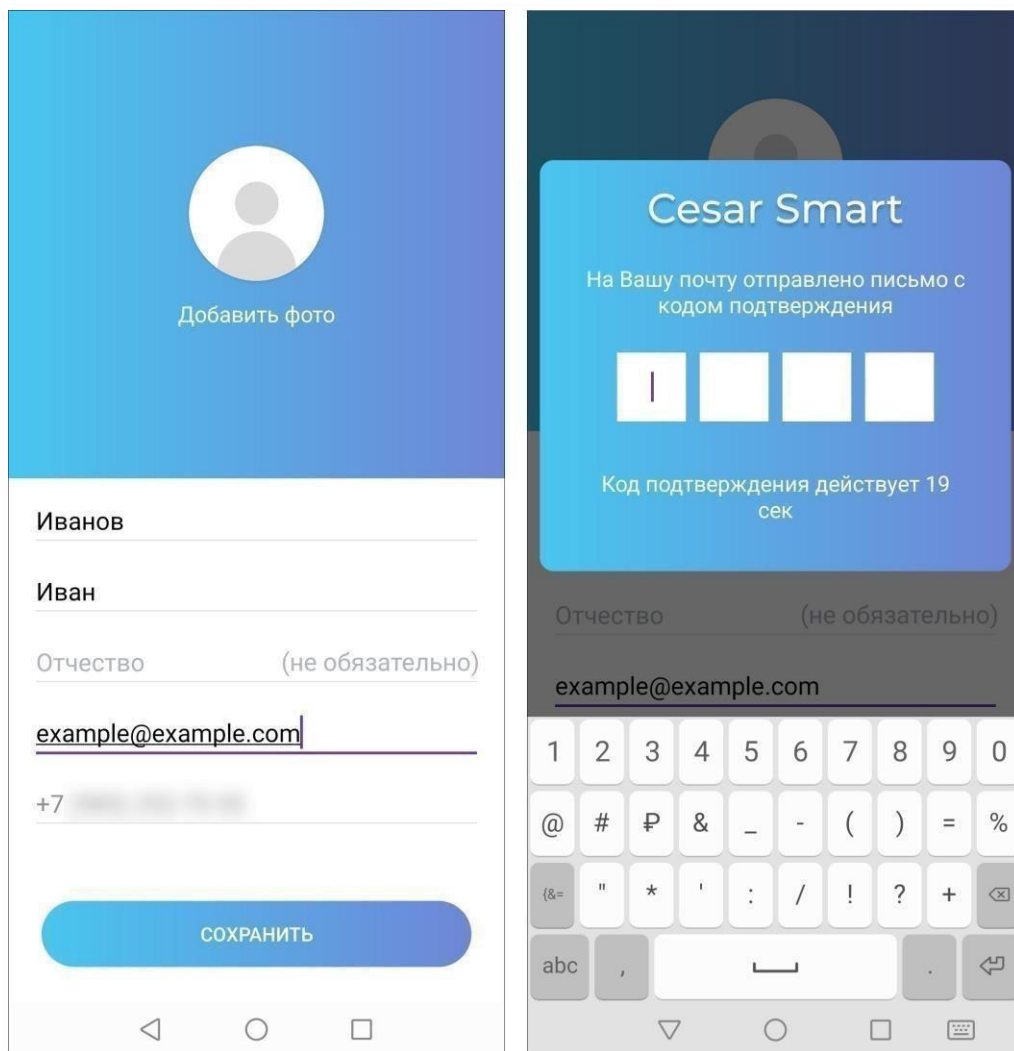 Добавить фото
Иванов
Иван
Отчество (не обязательно)
example@example.com
+7
СОХРАНИТЬ
Cesar Smart
На Вашу почту отправлено письмо с
кодом подтверждения
Код подтверждения действует 19
сек
Отчество (не обязательно)
example@example.com
1 2 3 4 5 6 7 8 9 0
@ # ₽ & _ - ( ) = %
{&= " * ' : / ! ? +
abc , .